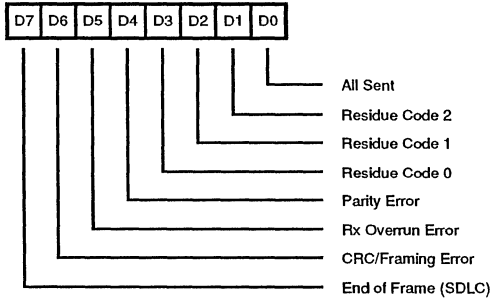 D7 D6 D5 D4 D3 D2 D1 D0
All Sent
Residue Code 2
Residue Code 1
Residue Code 0
Parity Error
Rx Overrun Error
CRC/Framing Error
End of Frame (SDLC)